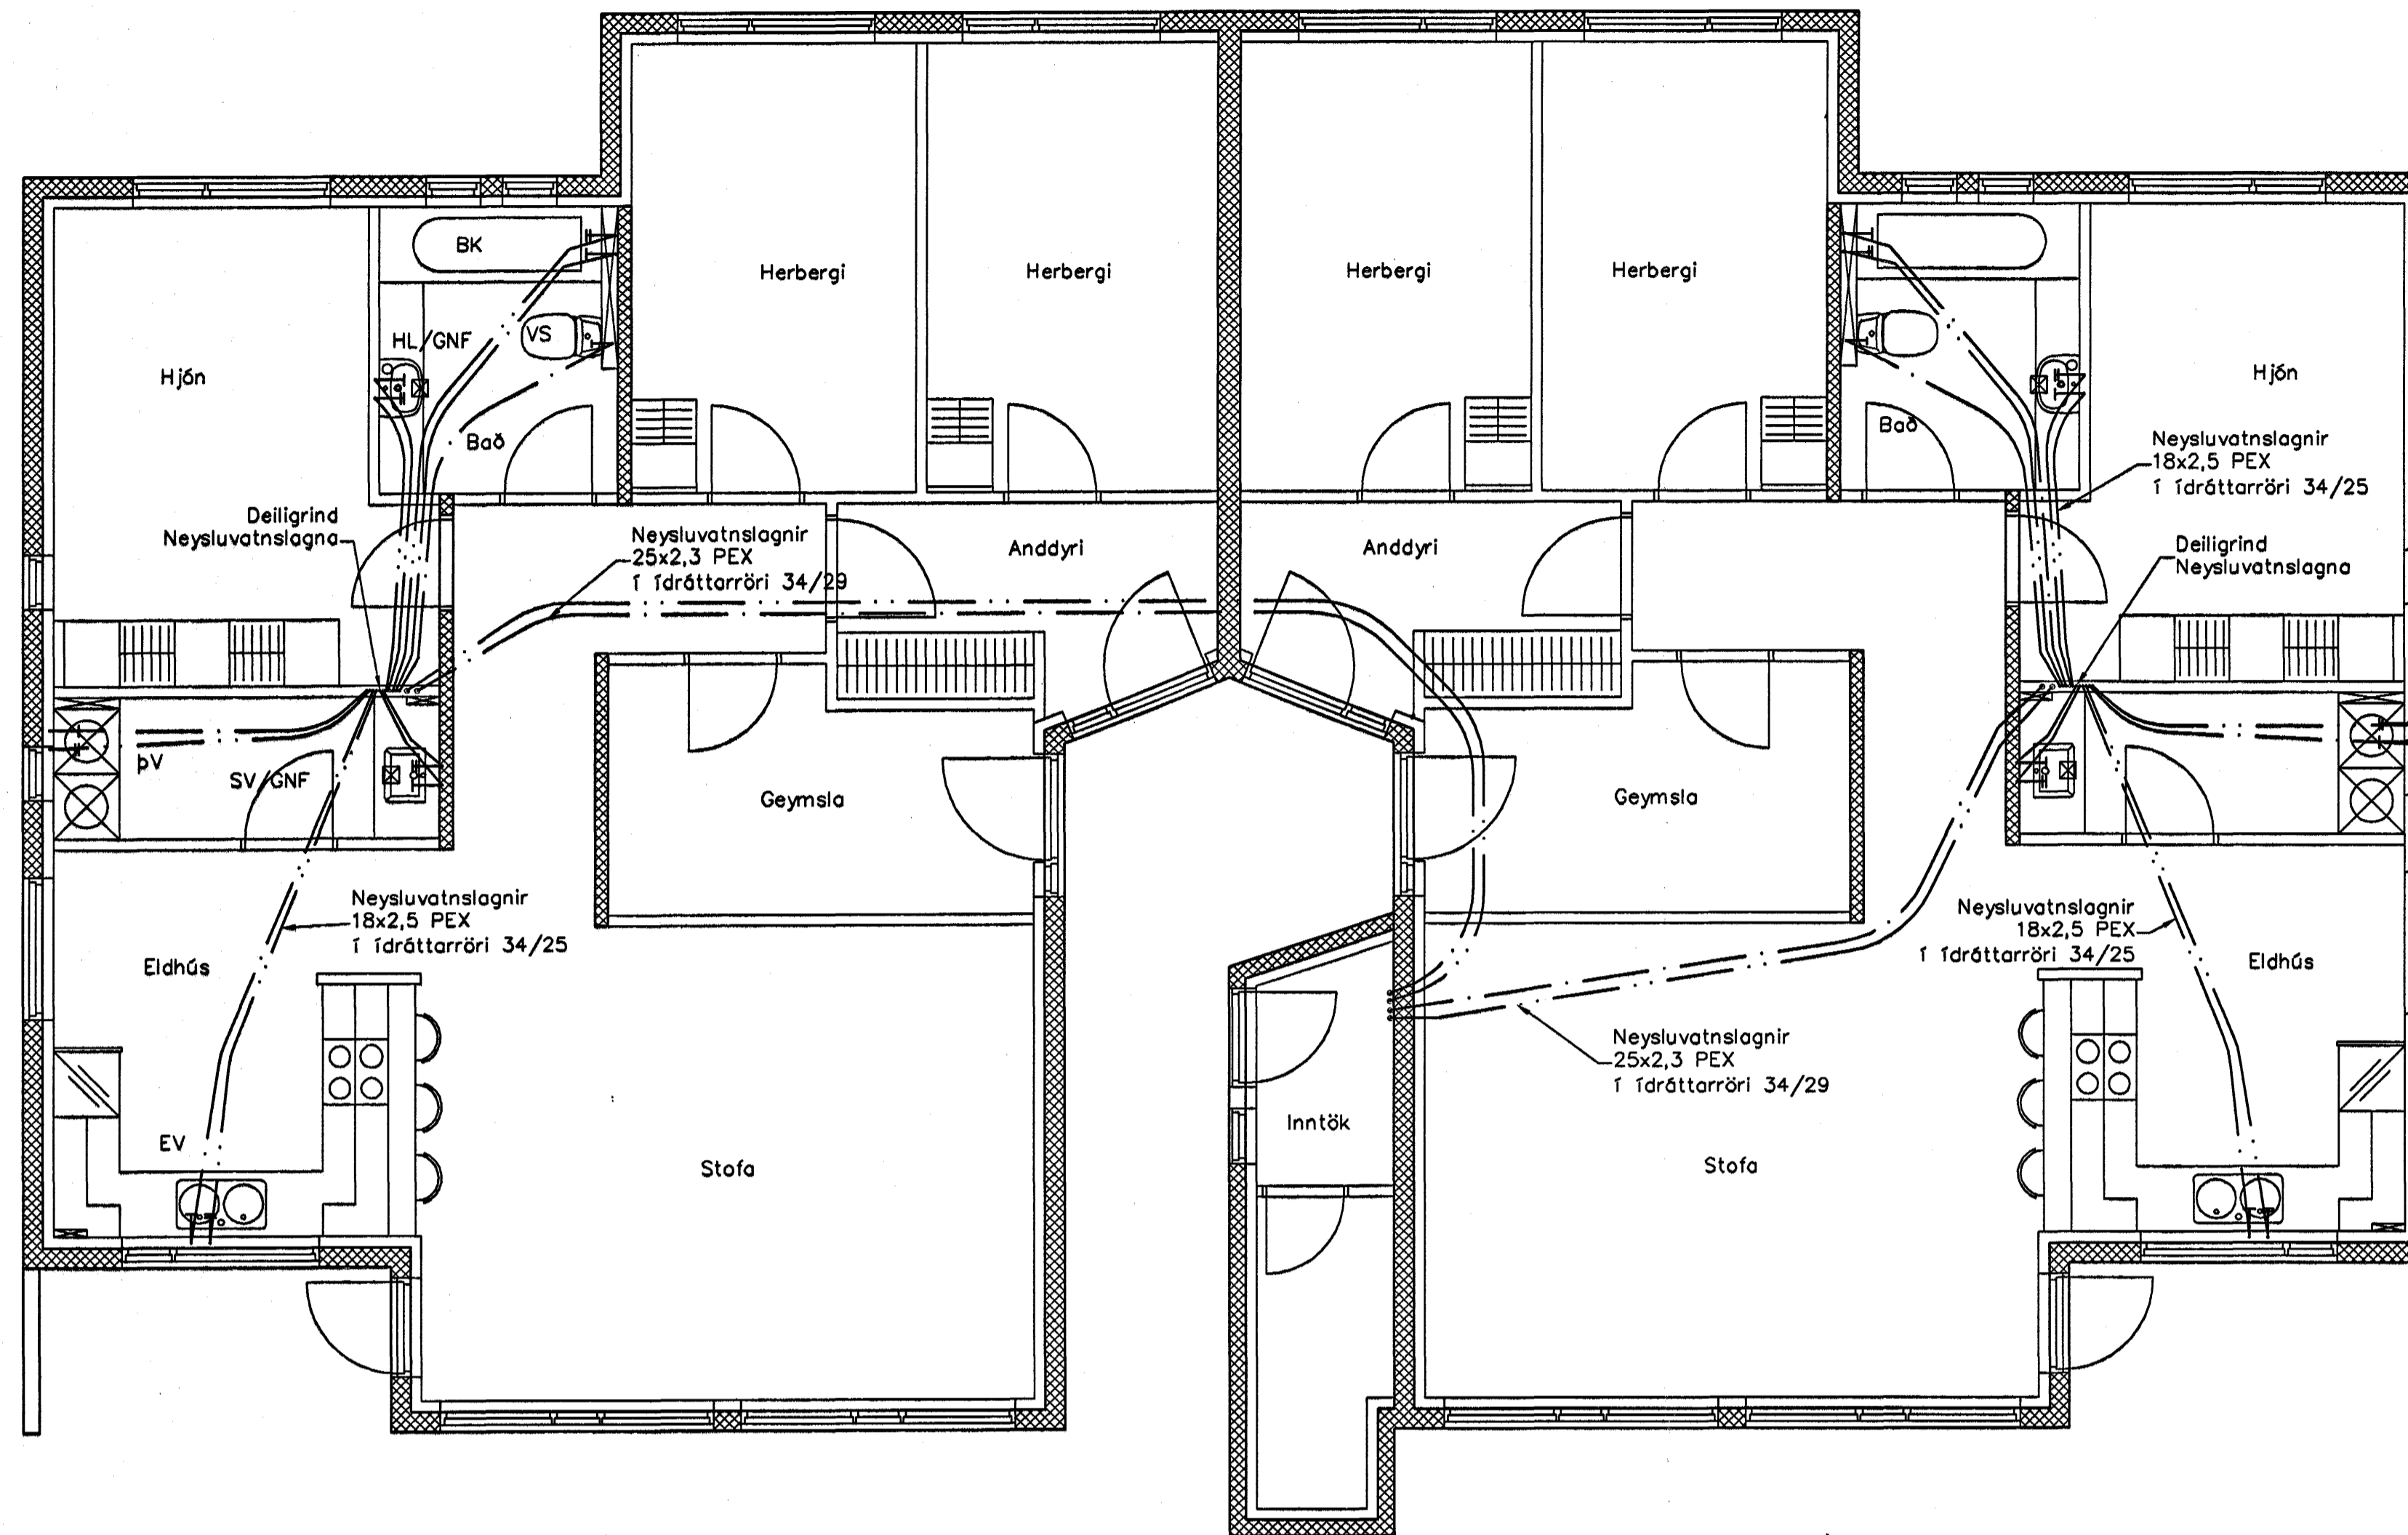 BK
Herbergi
Herbergi
Herbergi
Herbergi
HL/GNF
VS
Hjón
Hjón
Bað
Bað
Neysluvatnslagnir
18x2,5 PEX
í ídráttarröri 34/25
Deiligrind
Neysluvatnslagna
Neysluvatnslagnir
25x2,3 PEX
í ídráttarröri 34/29
Anddyri
Anddyri
Deiligrind
Neysluvatnslagna
þV
SV/GNF
Geymsla
Geymsla
Neysluvatnslagnir
18x2,5 PEX
í ídráttarröri 34/25
Neysluvatnslagnir
18x2,5 PEX
í ídráttarröri 34/25
Eldhús
Eldhús
Neysluvatnslagnir
25x2,3 PEX
í ídráttarröri 34/29
Inntök
EV
Stofa
Stofa